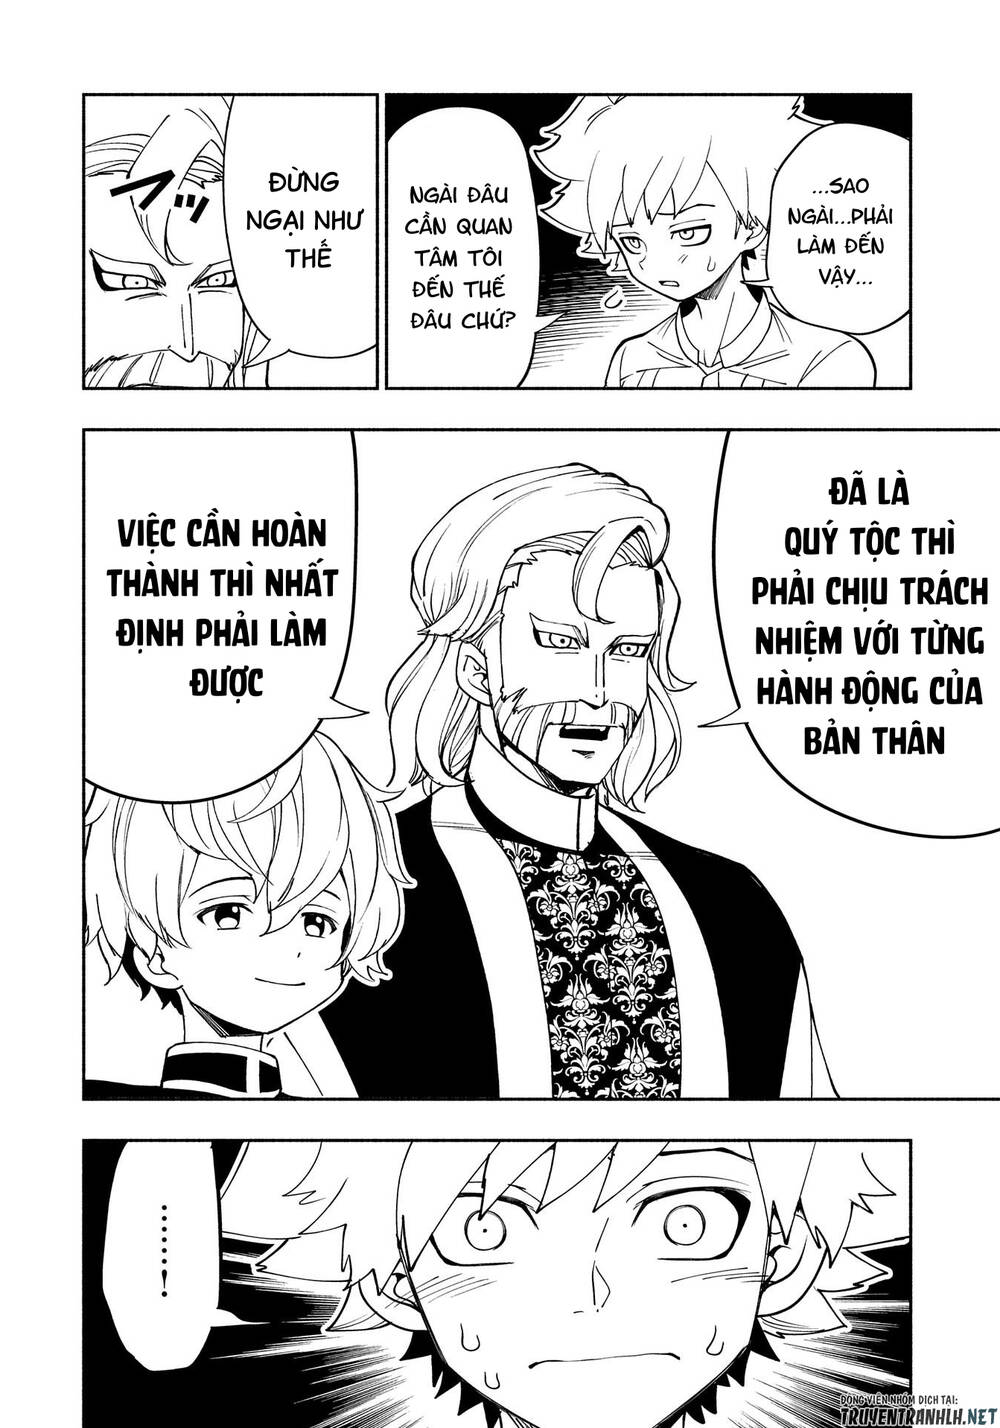 ...SAO
NGÀI...PHẢI
LÀM ĐẾN
VẬY...
NGÀI ĐÂU
CẦN QUAN
TÂM TÔI
ĐẾN THẾ
ĐÂU CHỨ?
ĐỪNG
NGẠI NHƯ
THẾ
フッ
ĐÃ LÀ
QUÝ TỘC THÌ
PHẢI CHỊU TRÁCH
NHIỆM VỚI TỪNG
HÀNH ĐỘNG CỦA
BẢN THÂN
VIỆC CẦN HOÀN
THÀNH THÌ NHẤT
ĐỊNH PHẢI LÀM
ĐƯỢC
........!
ĐỘNG VIÊN NHÓM DỊCH TẠI:
TRUYENTRANHLH.NET